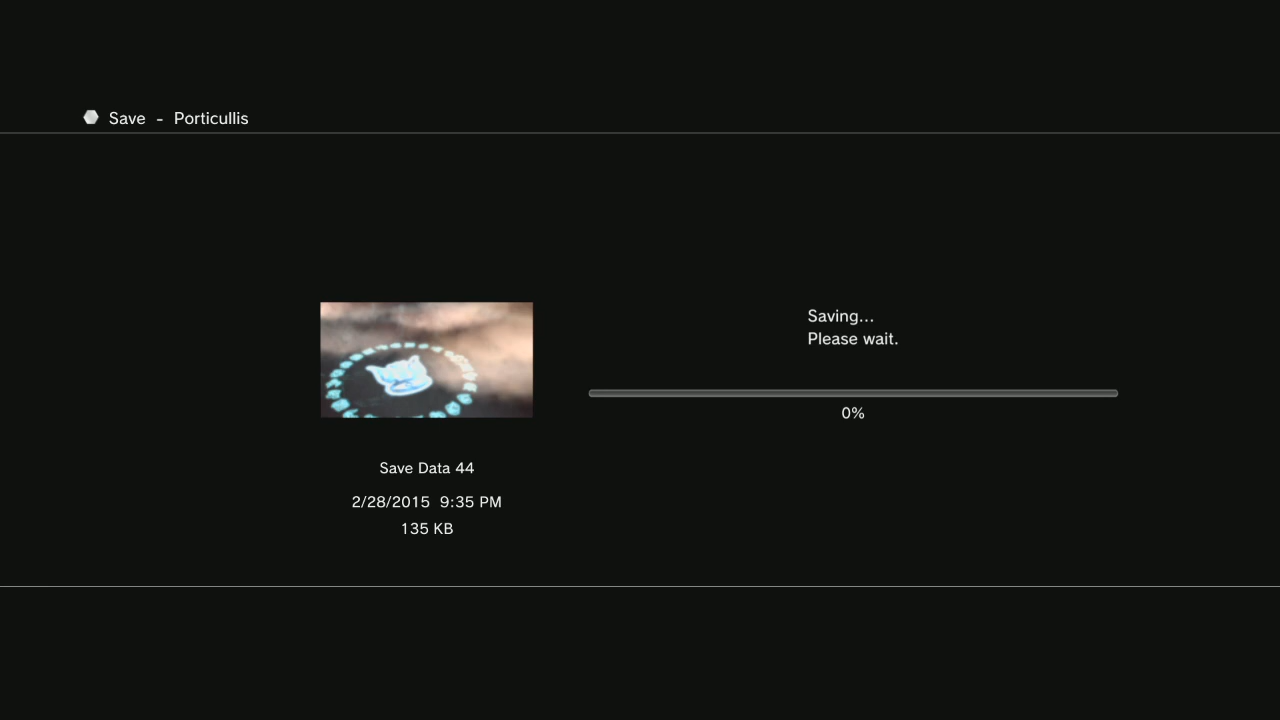 Save - Porticullis
Saving...
Please wait.
0%
Save Data 44
2/28/2015 9:35 PM
135 KB